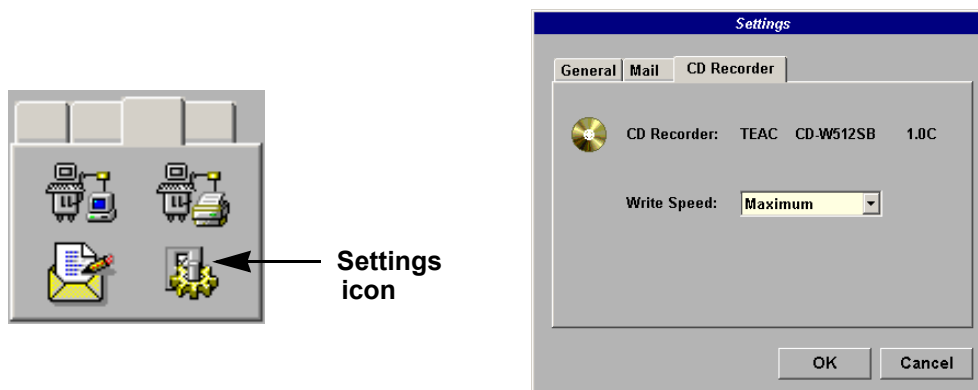 Settings
icon
Settings
General Mail CD Recorder
CD Recorder: TEAC CD-W512SB 1.0C
Write Speed: Maximum
OK Cancel